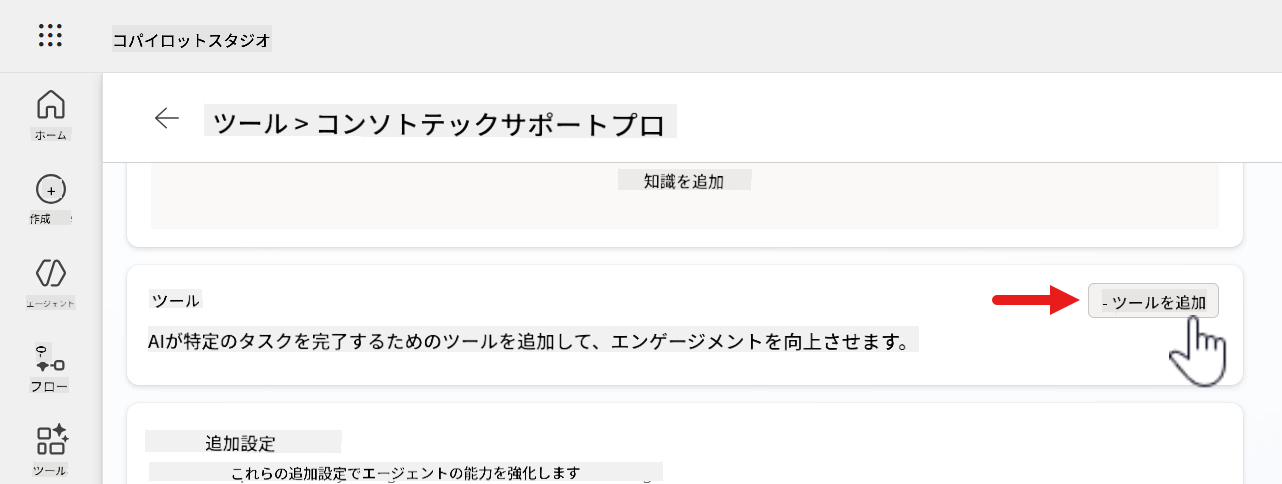 コパイロットスタジオ
ツール > コンソトテックサポートプロ
ホーム
作成
エージェント
フロー
ツール
知識を追加
ツール
- ツールを追加
AIが特定のタスクを完了するためのツールを追加して、エンゲージメントを向上させます。
追加設定
これらの追加設定でエージェントの能力を強化します